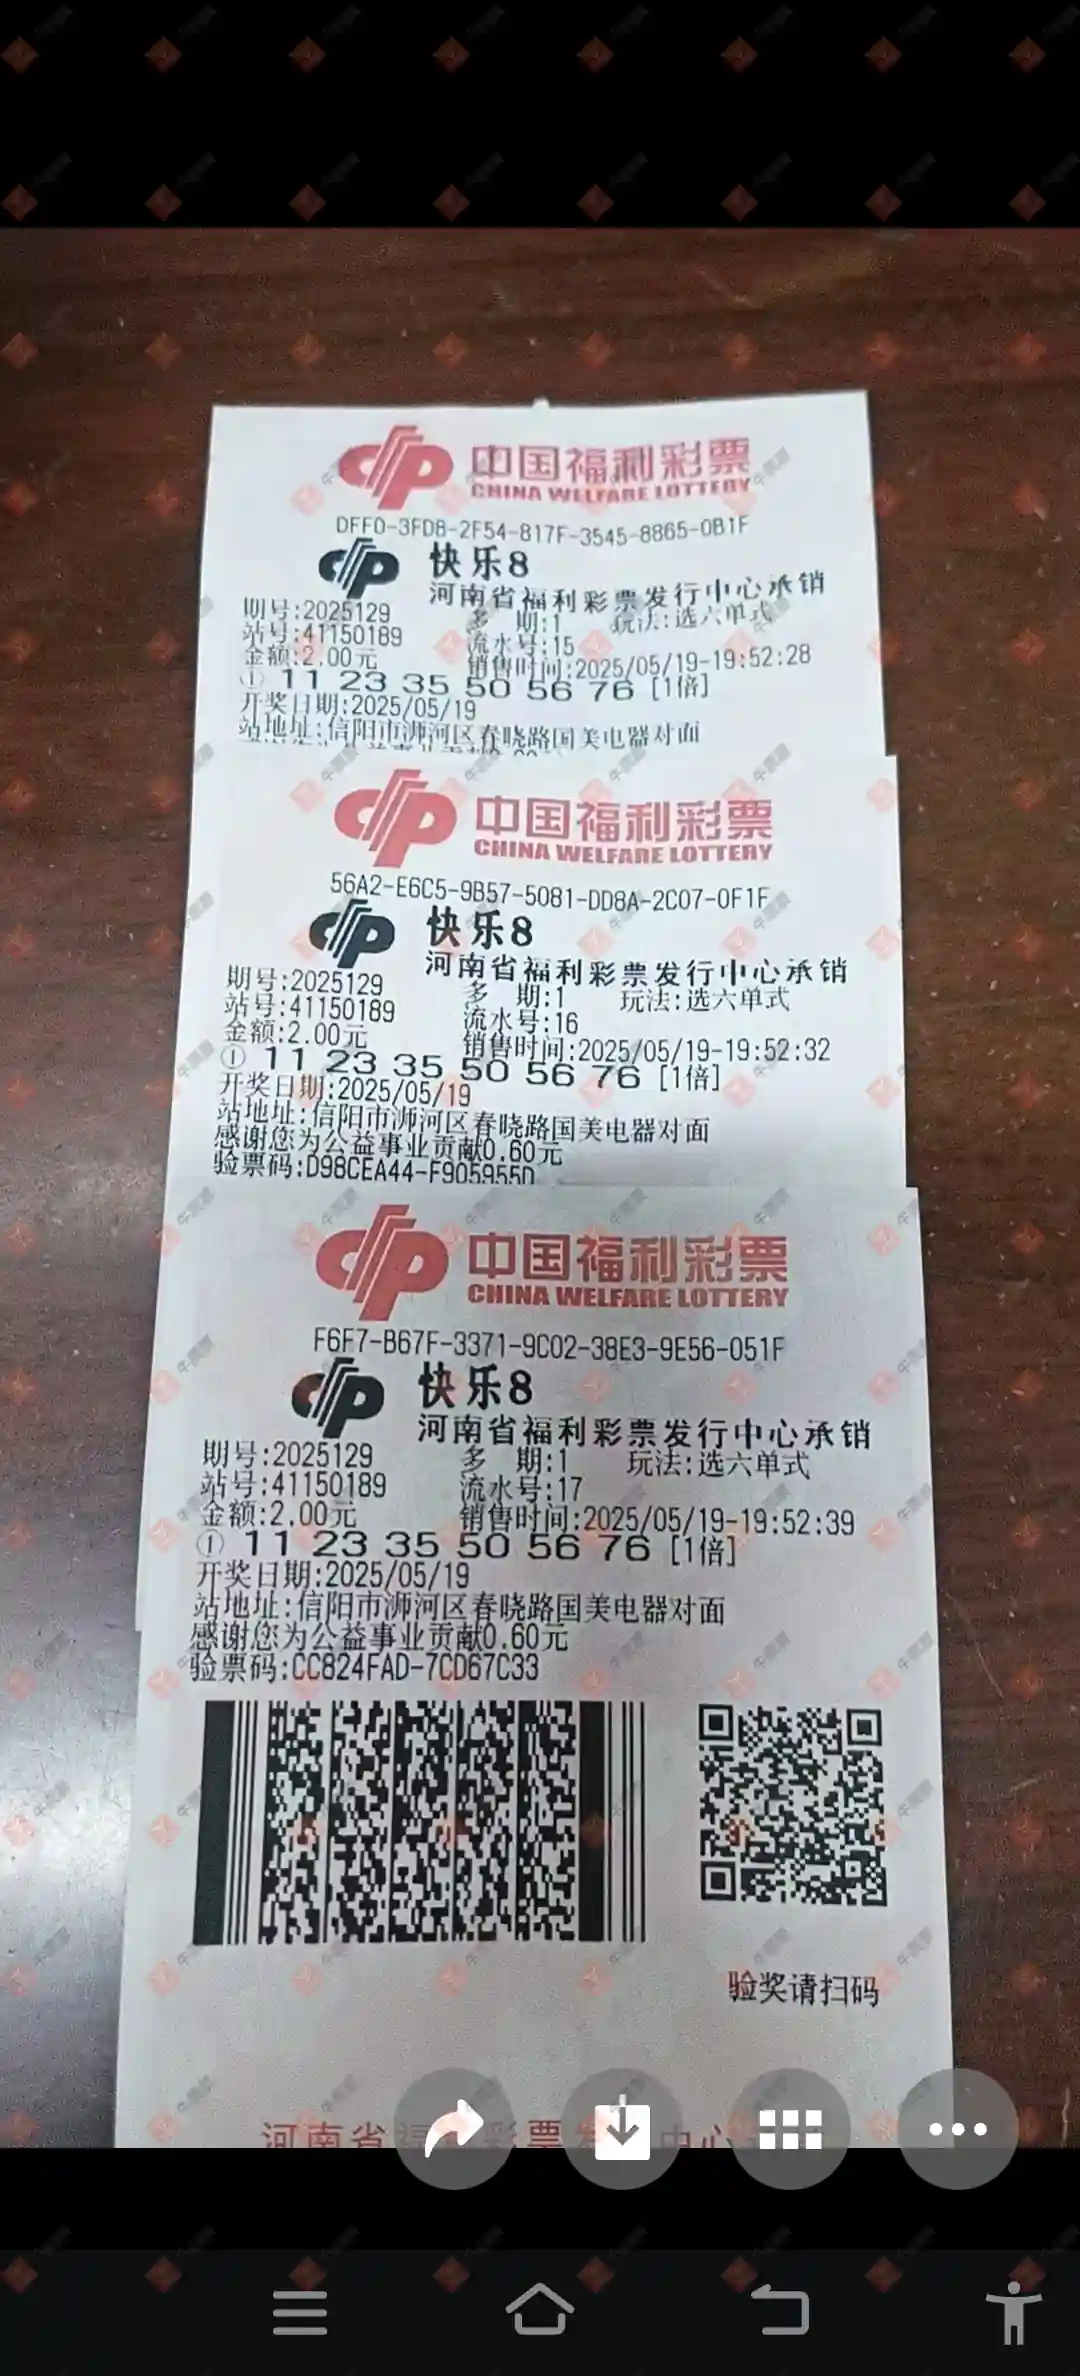 中国福利彩票
CHINA WELFARE LOTTERY
DFF0-3FD8-2F54-817F-3545-8865-0B1F
快乐8
河南省福利彩票发行中心承销
期号:2025129 多 期:1 玩法:选六单式
站号:41150189 流水号:15
金额:2.00元 销售时间:2025/05/19-19:52:28
① 11 23 35 50 56 76 [1倍]
开奖日期:2025/05/19
站地址:信阳市浉河区春晓路国美电器对面
中国福利彩票
CHINA WELFARE LOTTERY
56A2-E6C5-9B57-5081-DD8A-2C07-0F1F
快乐8
河南省福利彩票发行中心承销
期号:2025129 多 期:1 玩法:选六单式
站号:41150189 流水号:16
金额:2.00元 销售时间:2025/05/19-19:52:32
① 11 23 35 50 56 76 [1倍]
开奖日期:2025/05/19
站地址:信阳市浉河区春晓路国美电器对面
感谢您为公益事业贡献0.60元
验票码:D98CEA44-F905955D
中国福利彩票
CHINA WELFARE LOTTERY
F6F7-B67F-3371-9C02-38E3-9E56-051F
快乐8
河南省福利彩票发行中心承销
期号:2025129 多 期:1 玩法:选六单式
站号:41150189 流水号:17
金额:2.00元 销售时间:2025/05/19-19:52:39
① 11 23 35 50 56 76 [1倍]
开奖日期:2025/05/19
站地址:信阳市浉河区春晓路国美电器对面
感谢您为公益事业贡献0.60元
验票码:CC824FAD-7CD67C33
验奖请扫码
河南省 彩票 中心